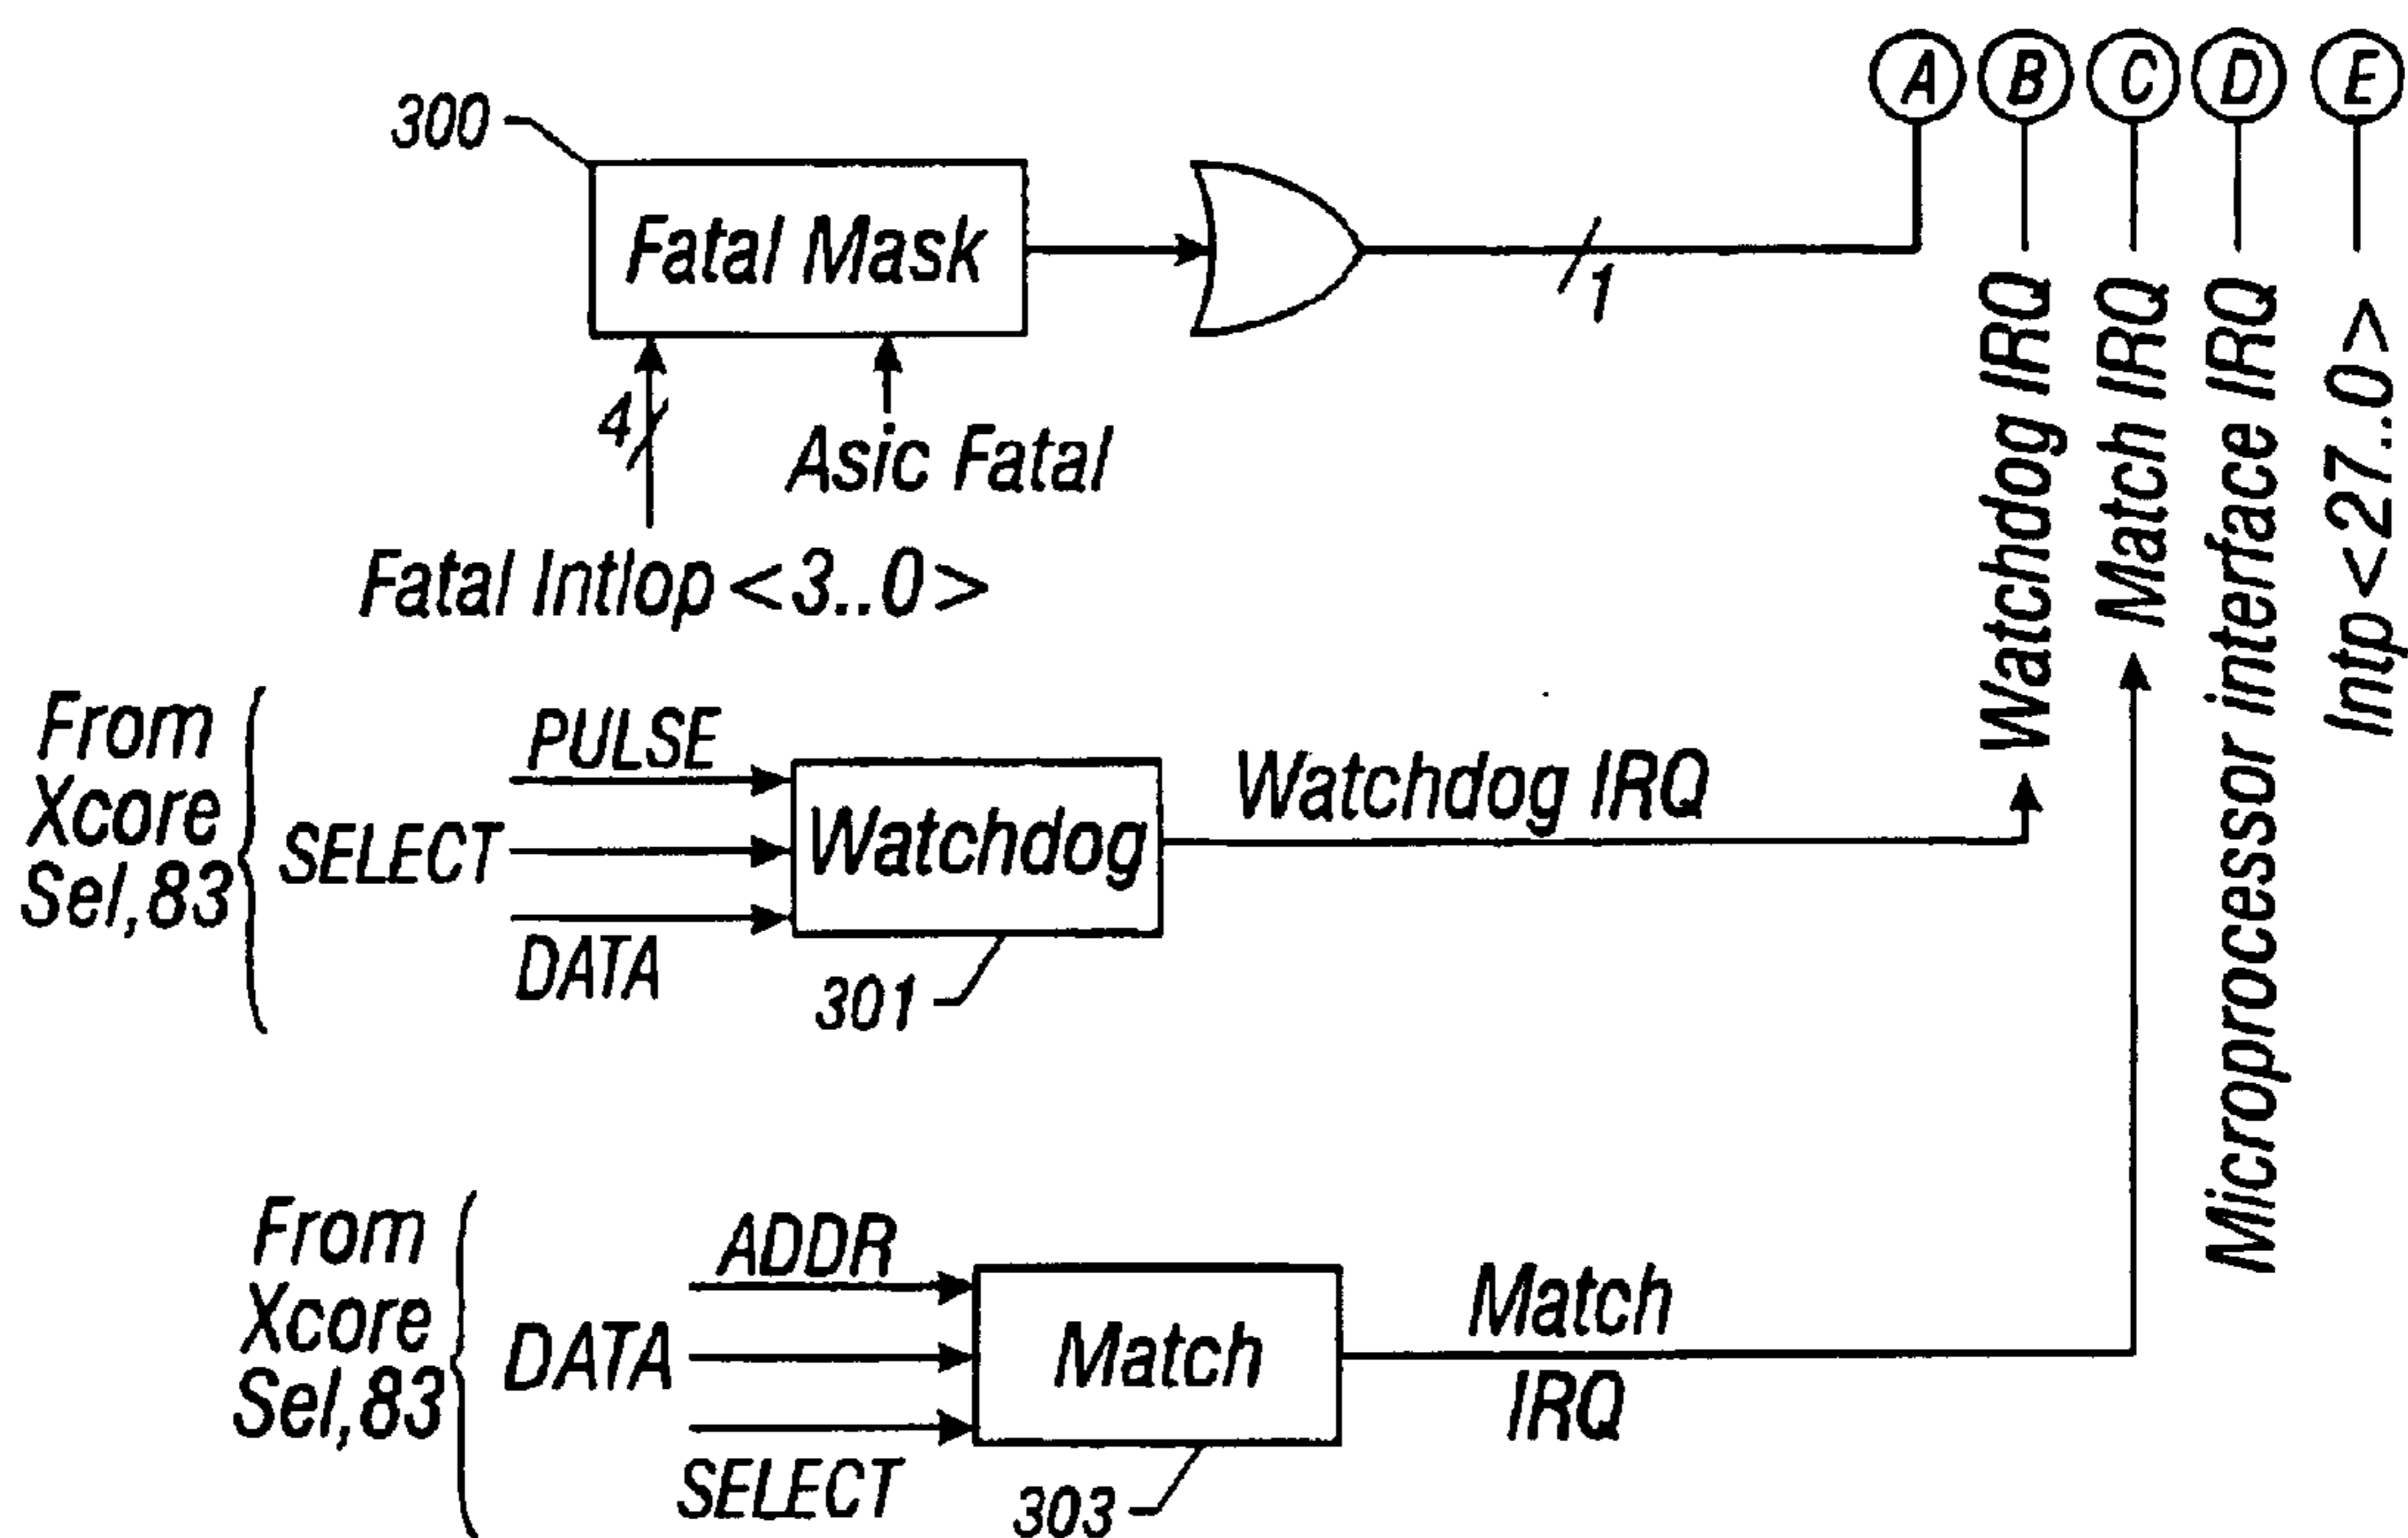 A B C D E
300
Fatal Mask
1
4
Asic Fatal
Fatal Intlop <3..0>
Watchdog IRQ
Match IRQ
Microprocessor interface IRQ
Intp <27..0>
From
Xcore
Sel,83
PULSE
SELECT
DATA
Watchdog
Watchdog IRQ
301
From
Xcore
Sel,83
ADDR
DATA
SELECT
Match
Match
IRQ
303